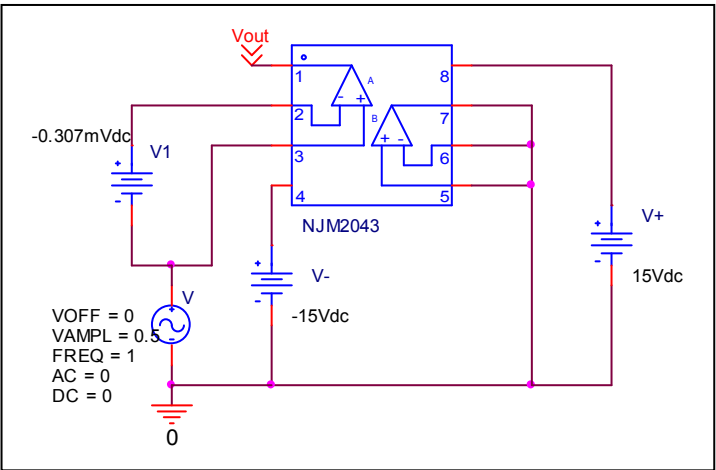 Vout
1
A
8
-
+
2
B
7
-0.307mVdc
+
V1
3
+
-
6
-
4
5
NJM2043
V+
+
+
V-
-
-
15Vdc
V
+
-15Vdc
VOFF = 0
VAMPL = 0.5
-
FREQ = 1
AC = 0
DC = 0
0